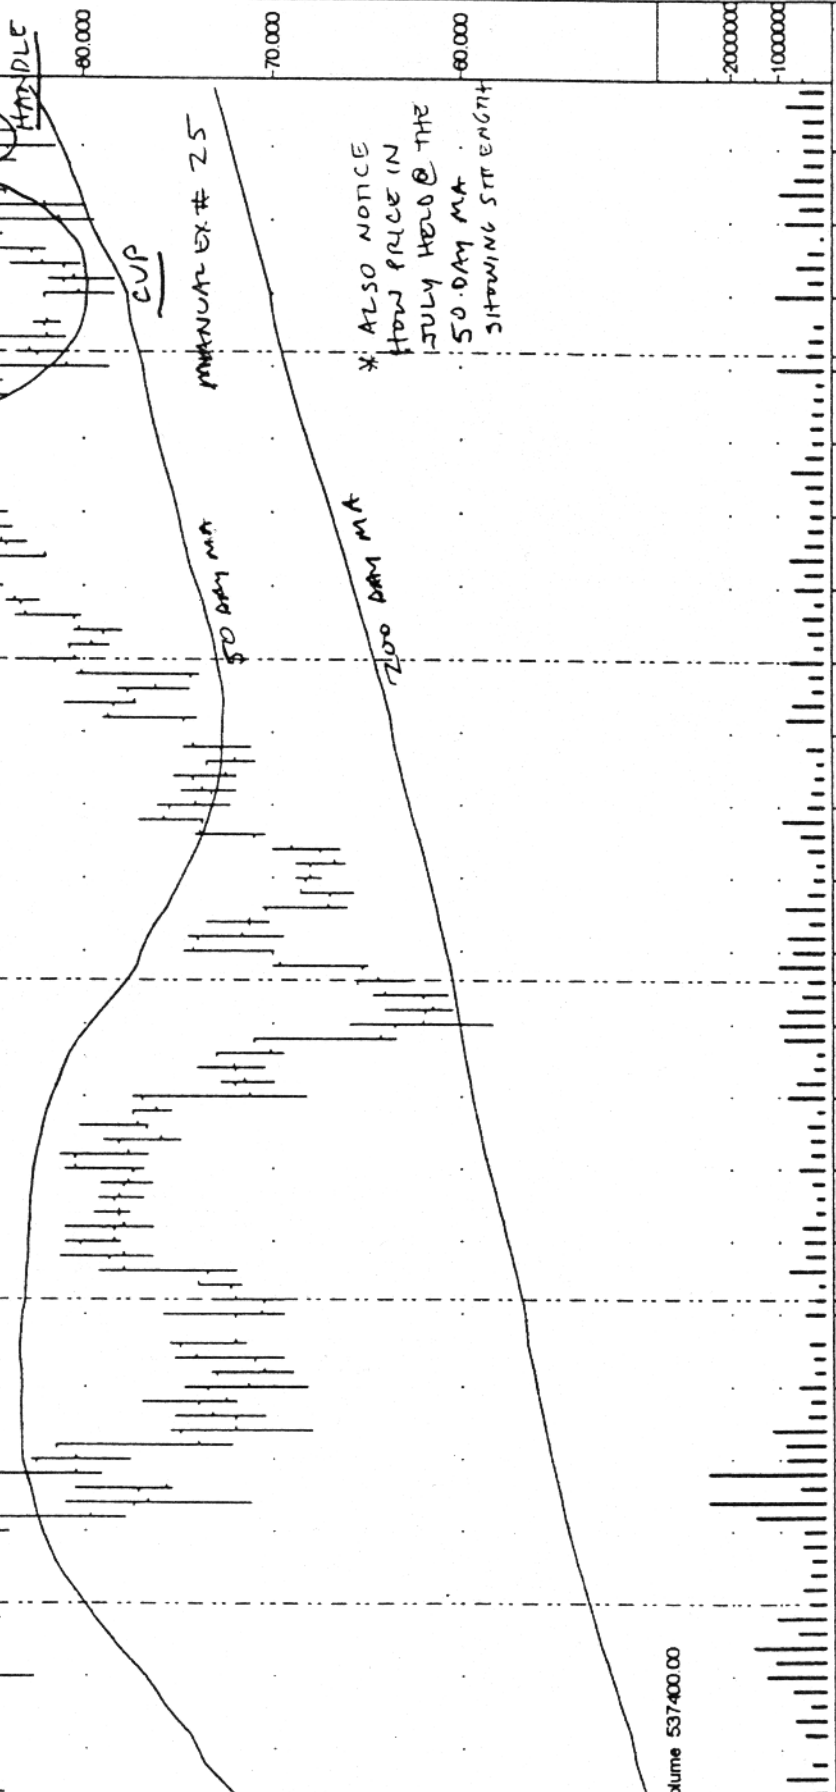 HANDLE
80.000
70.000
60.000
2000000
1000000
CUP
MANUAL EX # 25
* ALSO NOTICE
HOW PRICE IN
JULY HELD @ THE
50 DAY MA
SHOWING STRENGTH
50 DAY MA
200 DAY MA
lume 537400.00